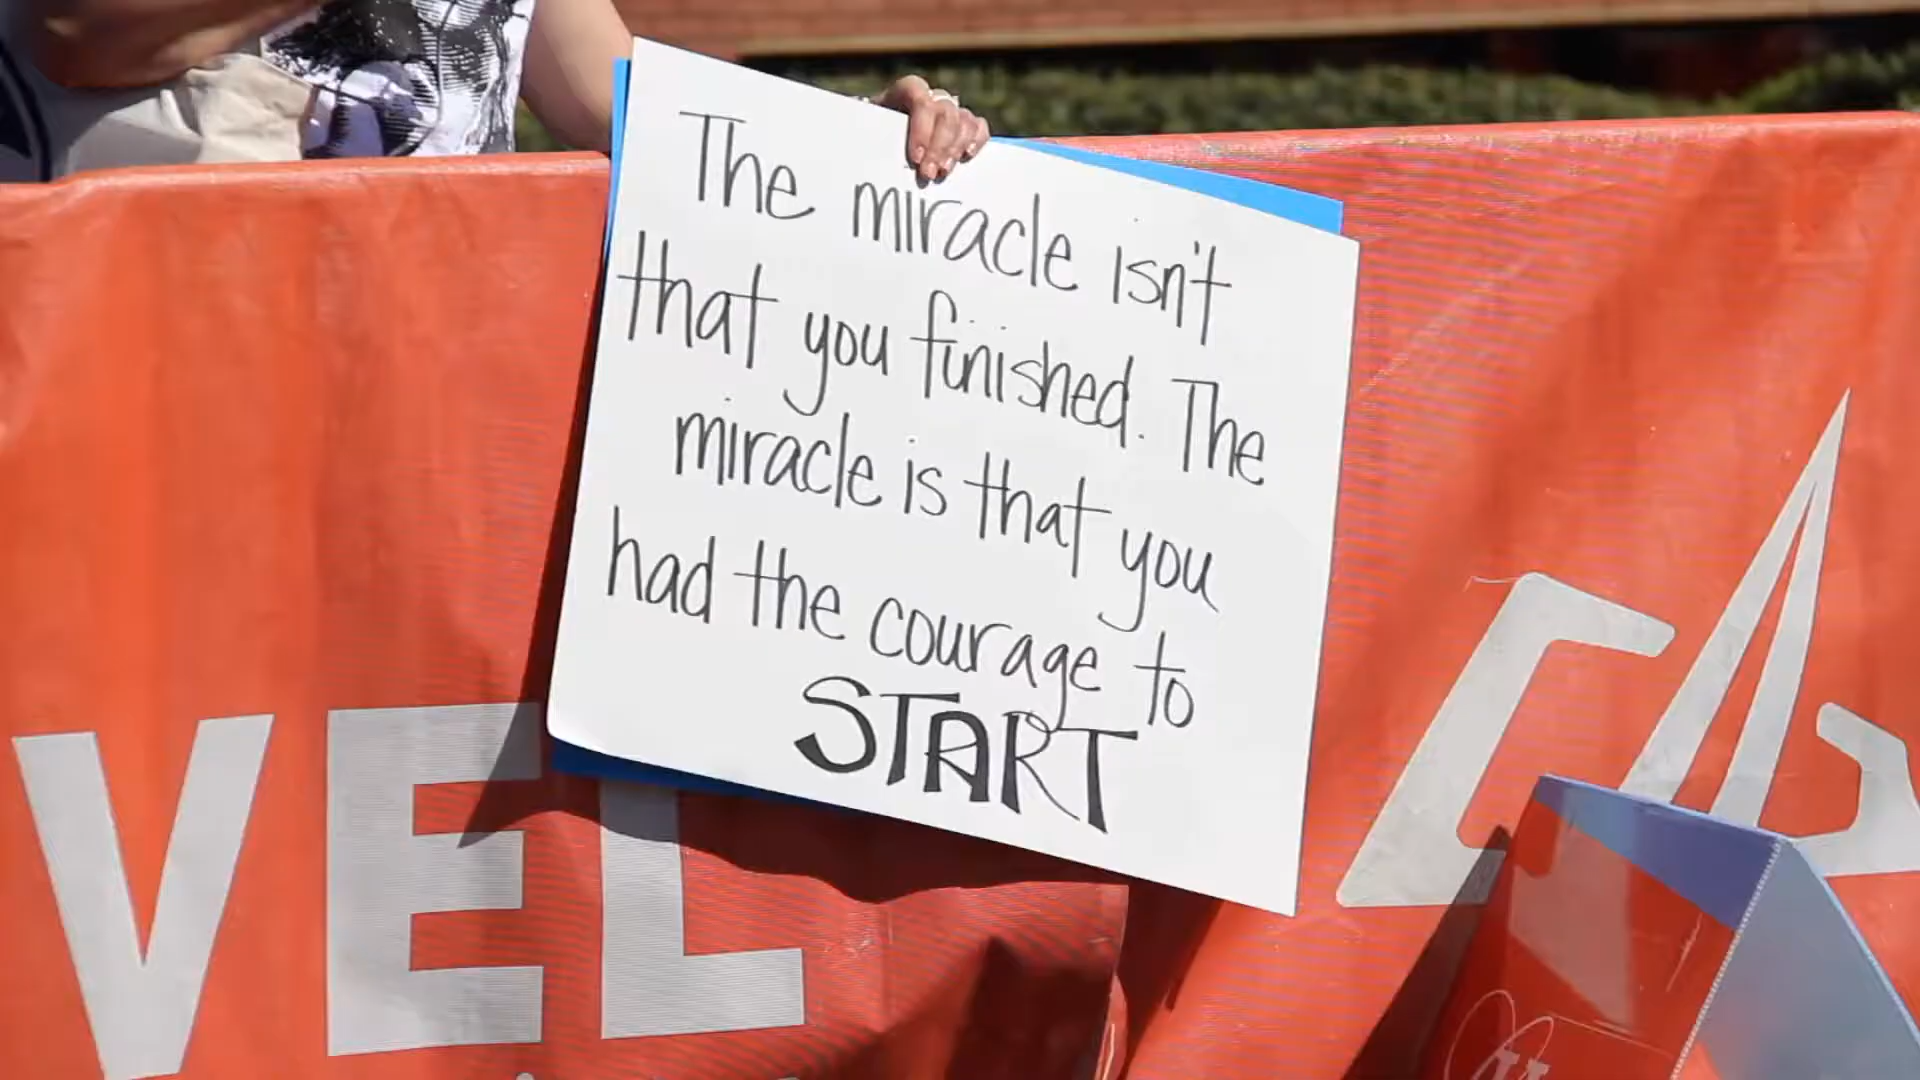 The miracle isn't
that you finished. The
miracle is that you
had the courage to
START
VEL